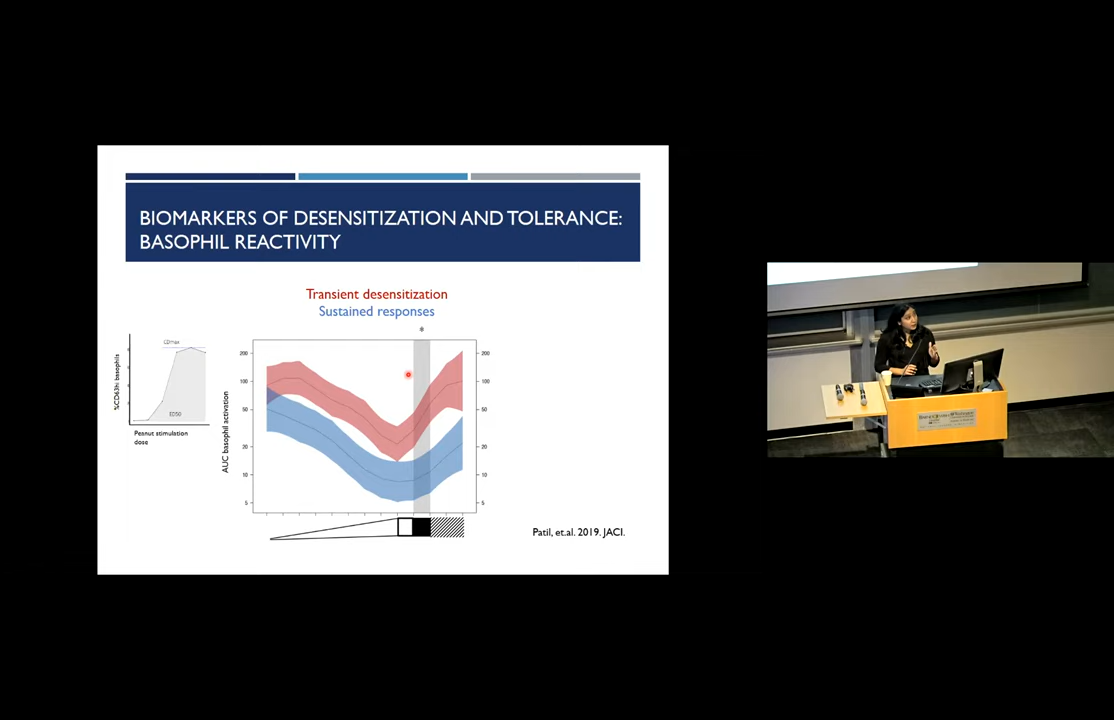 BIOMARKERS OF DESENSITIZATION AND TOLERANCE:
BASOPHIL REACTIVITY
Transient desensitization
Sustained responses
*
CDmax
%CD63hi basophils
ED50
Peanut stimulation
dose
AUC basophil activation
200
100
50
20
10
5
200
100
50
20
10
5
Patil, et.al. 2019. JACI.